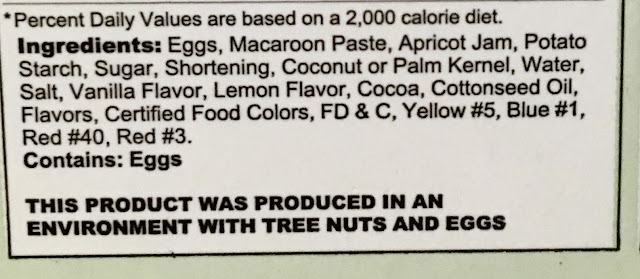 *Percent Daily Values are based on a 2,000 calorie diet.
Ingredients: Eggs, Macaroon Paste, Apricot Jam, Potato
Starch, Sugar, Shortening, Coconut or Palm Kernel, Water,
Salt, Vanilla Flavor, Lemon Flavor, Cocoa, Cottonseed Oil,
Flavors, Certified Food Colors, FD & C, Yellow #5, Blue #1,
Red #40, Red #3.
Contains: Eggs
THIS PRODUCT WAS PRODUCED IN AN
ENVIRONMENT WITH TREE NUTS AND EGGS